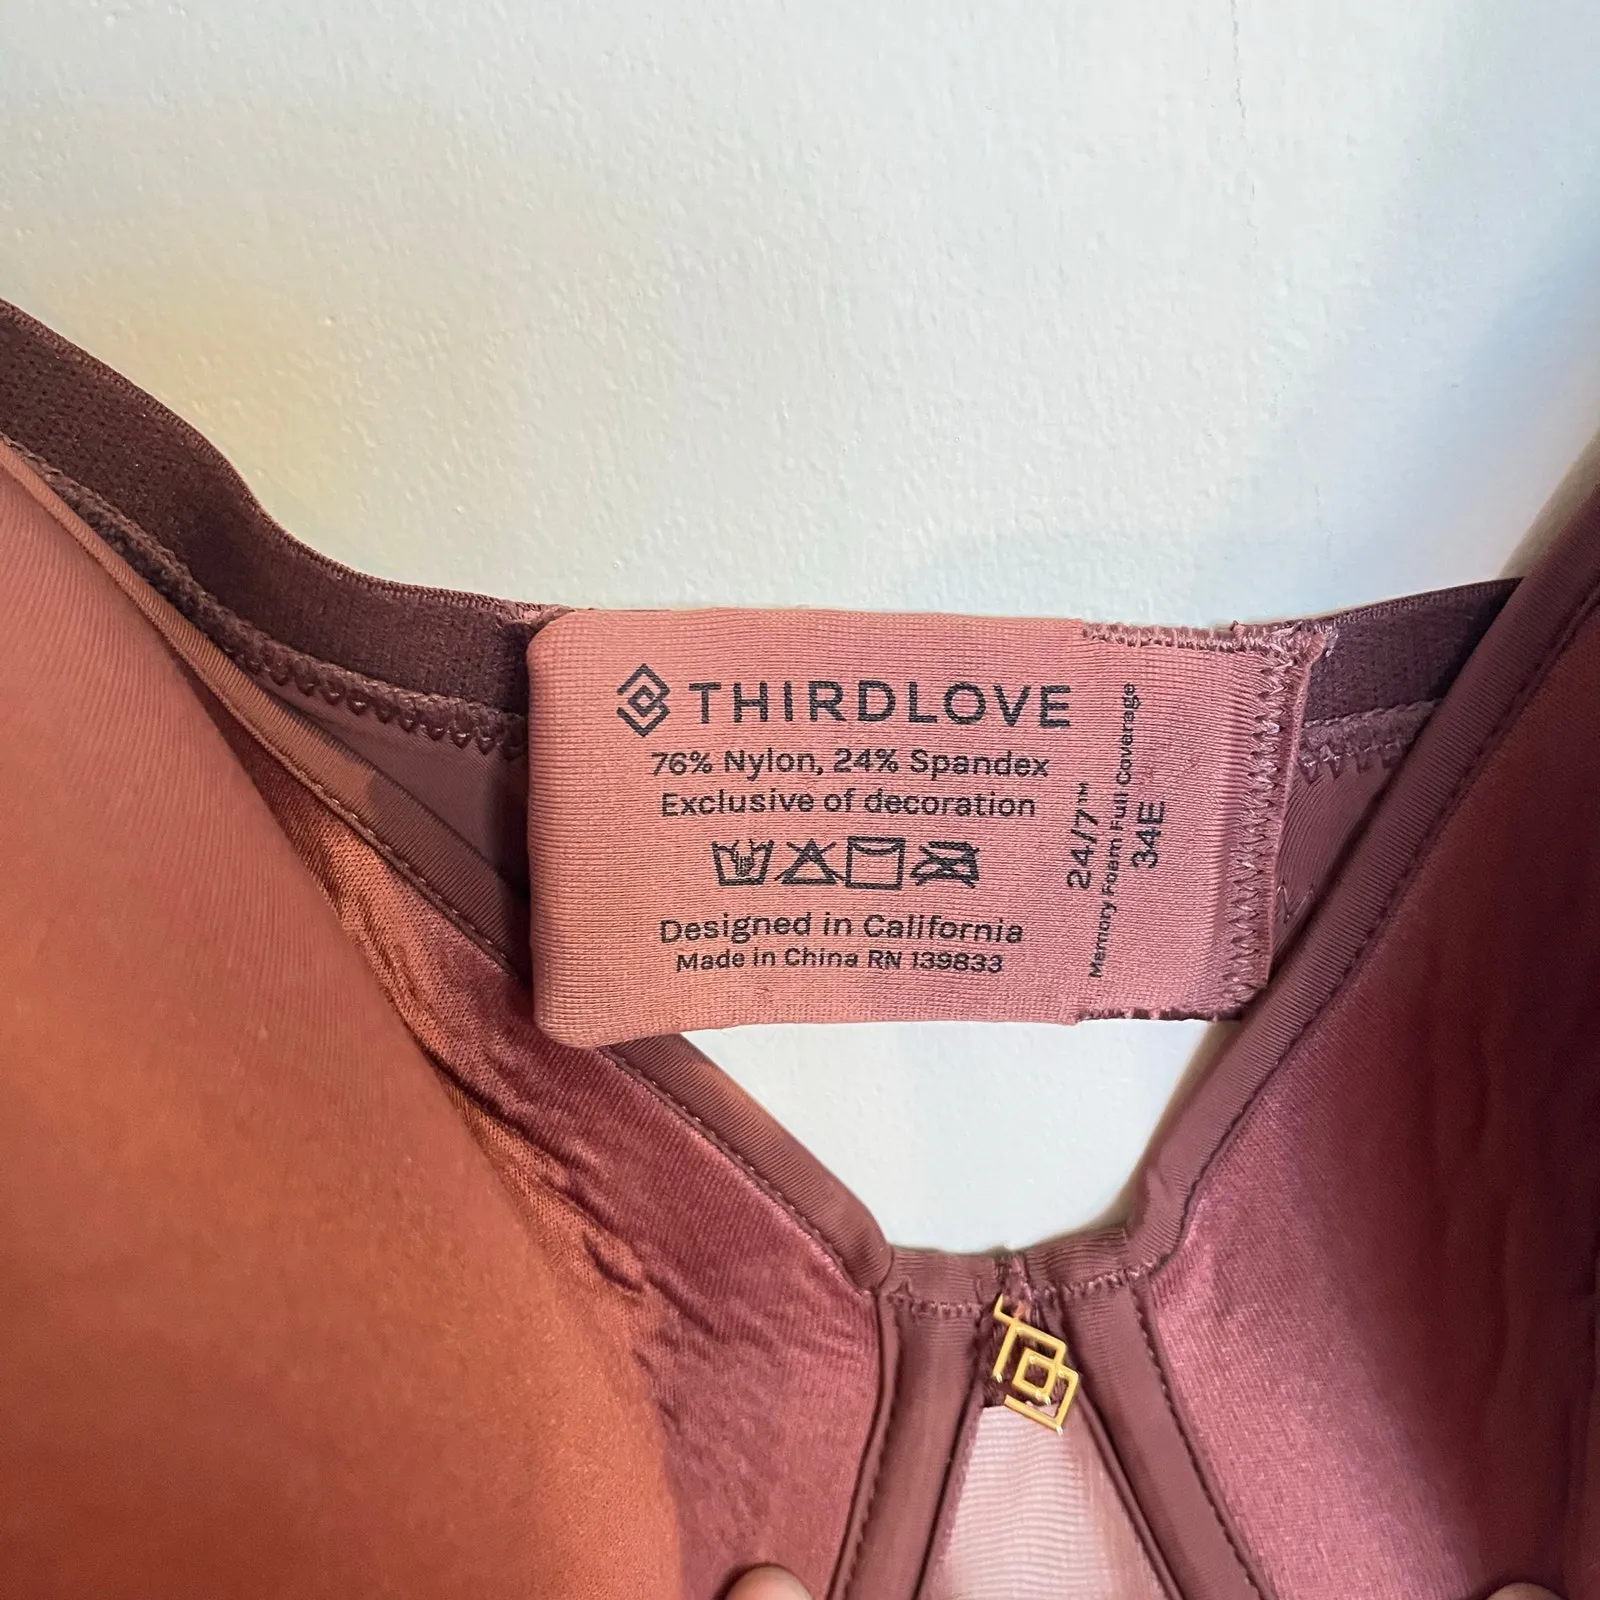 THIRDLOVE
76% Nylon, 24% Spandex
Exclusive of decoration
Designed in California
Made in China RN 139833
24/7™
Memory Foam Full Coverage
34E